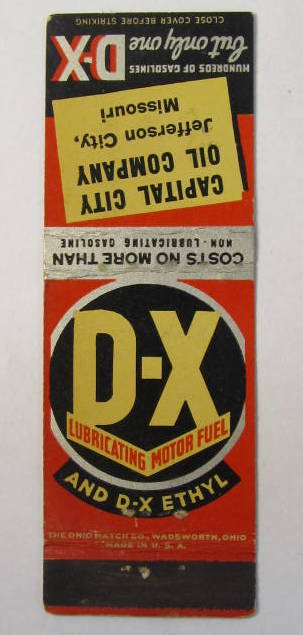 CLOSE COVER BEFORE STRIKING
HUNDREDS OF GASOLINES
but only one D-X
CAPITAL CITY
OIL COMPANY
Jefferson City,
Missouri
COSTS NO MORE THAN
NON-LUBRICATING GASOLINE
D-X
LUBRICATING MOTOR FUEL
AND D-X ETHYL
THE OHIO MATCH CO., WADSWORTH, OHIO
MADE IN U. S. A.